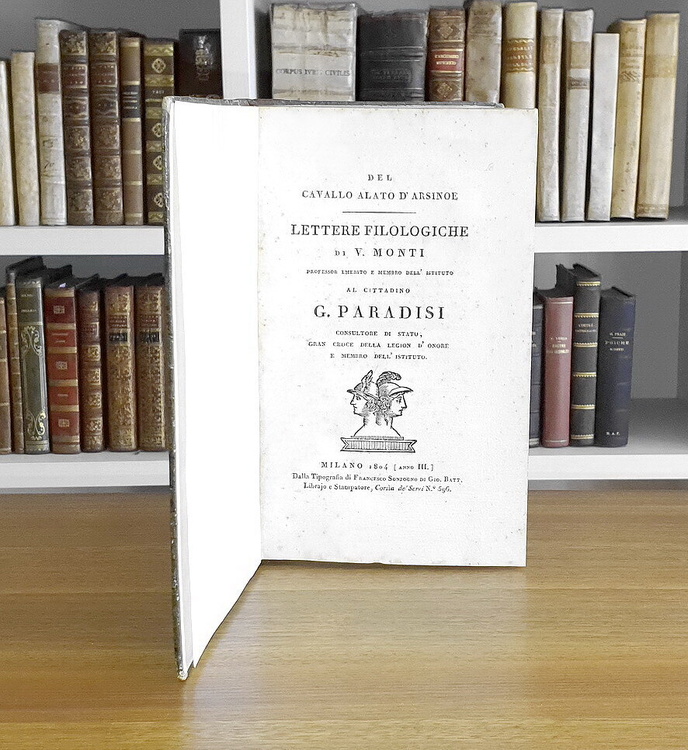 CORPUS IVRIS CIVILIS
DEL
CAVALLO ALATO D'ARSINOE
LETTERE FILOLOGICHE
DI V. MONTI
PROFESSOR EMERITO E MEMBRO DELL'ISTITUTO
AL CITTADINO
G. PARADISI
CONSULTORE DI STATO,
GRAN CROCE DELLA LEGION D'ONORE
E MEMBRO DELL'ISTITUTO.
MILANO 1804 [ANNO III.]
Dalla Tipografia di FRANCESCO SONZOGNO DI GIO. BATT.
Librajo e Stampatore, Corsia de' Servi N.º 596.